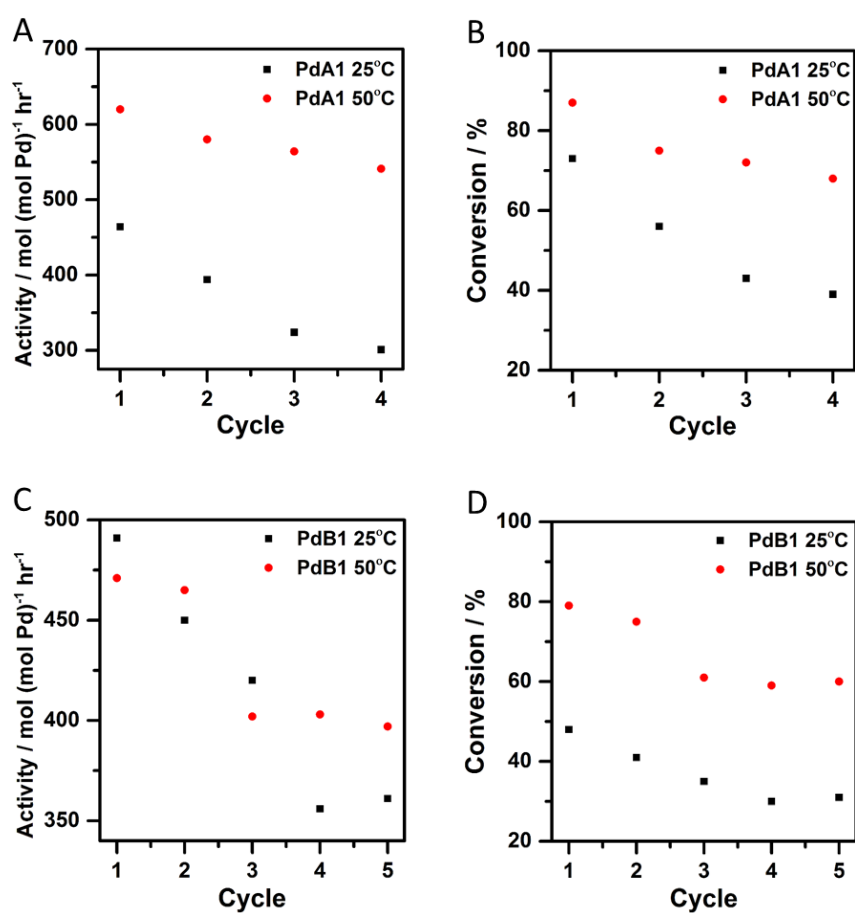 A
700
600
500
400
300
Activity / mol (mol Pd)⁻¹ hr⁻¹
PdA1 25°C
PdA1 50°C
1 2 3 4
Cycle
B
100
80
60
40
20
Conversion / %
PdA1 25°C
PdA1 50°C
1 2 3 4
Cycle
C
500
450
400
350
Activity / mol (mol Pd)⁻¹ hr⁻¹
PdB1 25°C
PdB1 50°C
1 2 3 4 5
Cycle
D
100
80
60
40
20
Conversion / %
PdB1 25°C
PdB1 50°C
1 2 3 4 5
Cycle